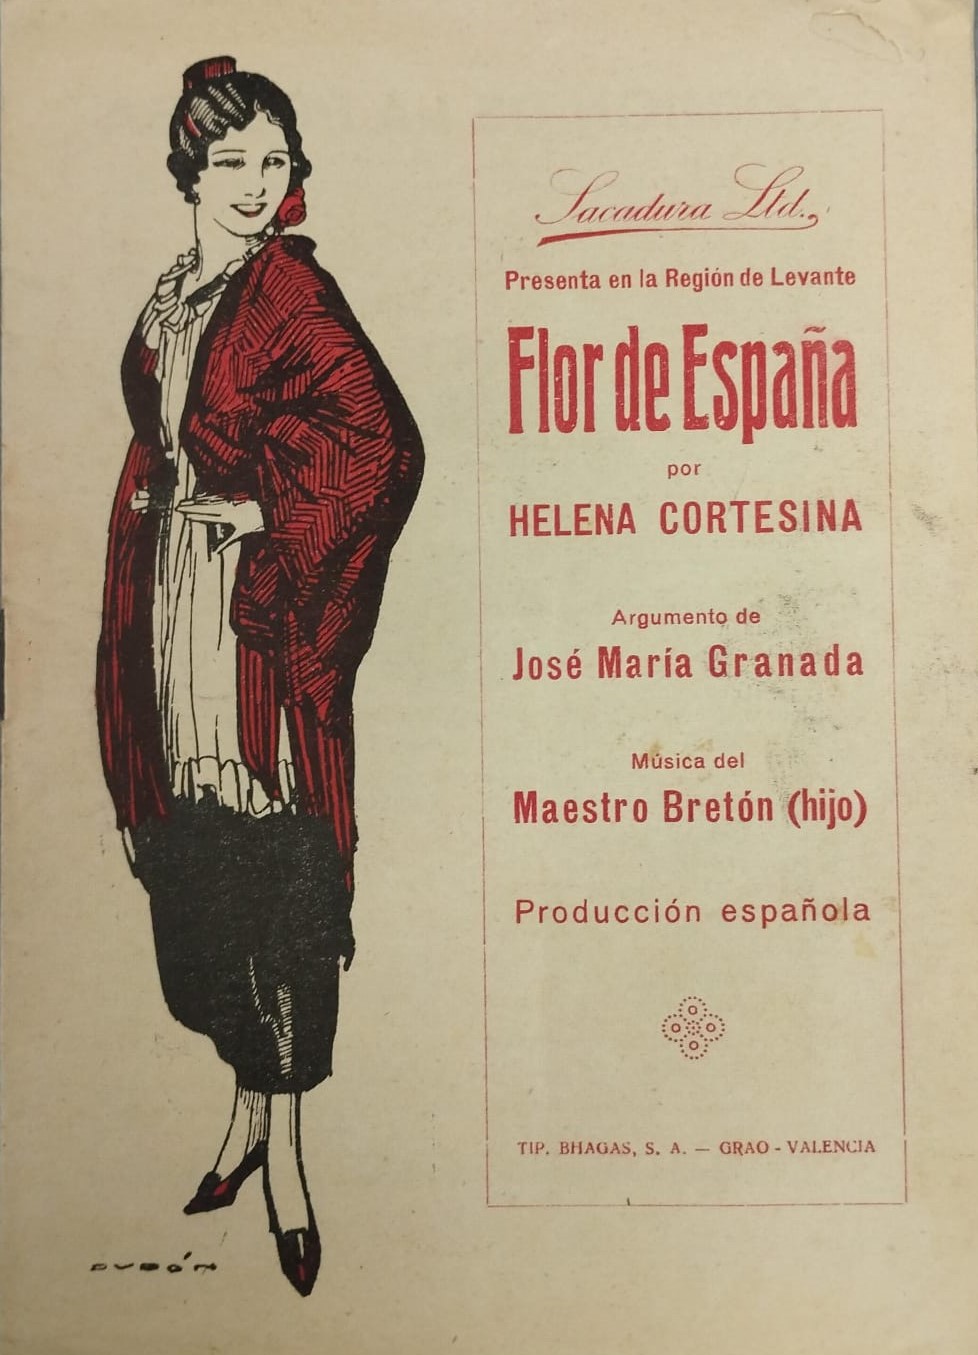 Sacadura Ltd.
Presenta en la Región de Levante
Flor de España
por
HELENA CORTESINA
Argumento de
José María Granada
Música del
Maestro Bretón (hijo)
Producción española
TIP. BHAGAS, S. A. — GRAO - VALENCIA
DUBÓN